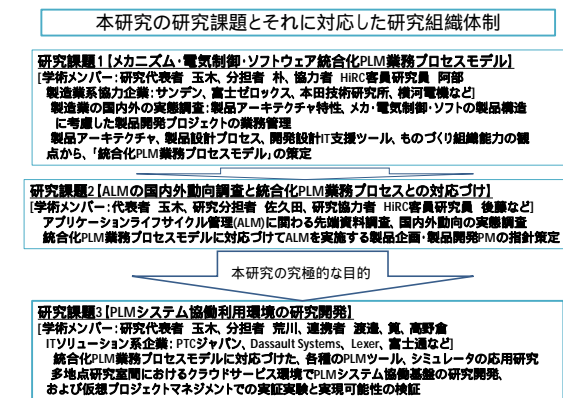 本研究の研究課題とそれに対応した研究組織体制
研究課題1【メカニズム・電気制御・ソフトウェア統合化PLM業務プロセスモデル】
[学術メンバー:研究代表者 玉木、分担者 朴、協力者 HiRC客員研究員 阿部
製造業系協力企業:サンデン、富士ゼロックス、本田技術研究所、横河電機など]
製造業の国内外の実態調査:製品アーキテクチャ特性、メカ・電気制御・ソフトの製品構造
に考慮した製品開発プロジェクトの業務管理
製品アーキテクチャ、製品設計プロセス、開発設計IT支援ツール、ものづくり組織能力の観
点から、「統合化PLM業務プロセスモデル」の策定
研究課題2【ALMの国内外動向調査と統合化PLM業務プロセスとの対応づけ】
[学術メンバー:代表者 玉木、研究分担者 佐久田、研究協力者 HiRC客員研究員 後藤など]
アプリケーションライフサイクル管理(ALM)に関わる先端資料調査、国内外動向の実態調査
統合化PLM業務プロセスモデルに対応づけてALMを実施する製品企画・製品開発PMの指針策定
本研究の究極的な目的
研究課題3【PLMシステム協働利用環境の研究開発】
[学術メンバー:研究代表者 玉木、分担者 荒川、連携者 渡邉、筧、高野倉
ITソリューション系企業:PTCジャパン、Dassault Systems、Lexer、富士通など]
統合化PLM業務プロセスモデルに対応づけた、各種のPLMツール、シミュレータの応用研究
多地点研究室間におけるクラウドサービス環境でPLMシステム協働基盤の研究開発、
および仮想プロジェクトマネジメントでの実証実験と実現可能性の検証